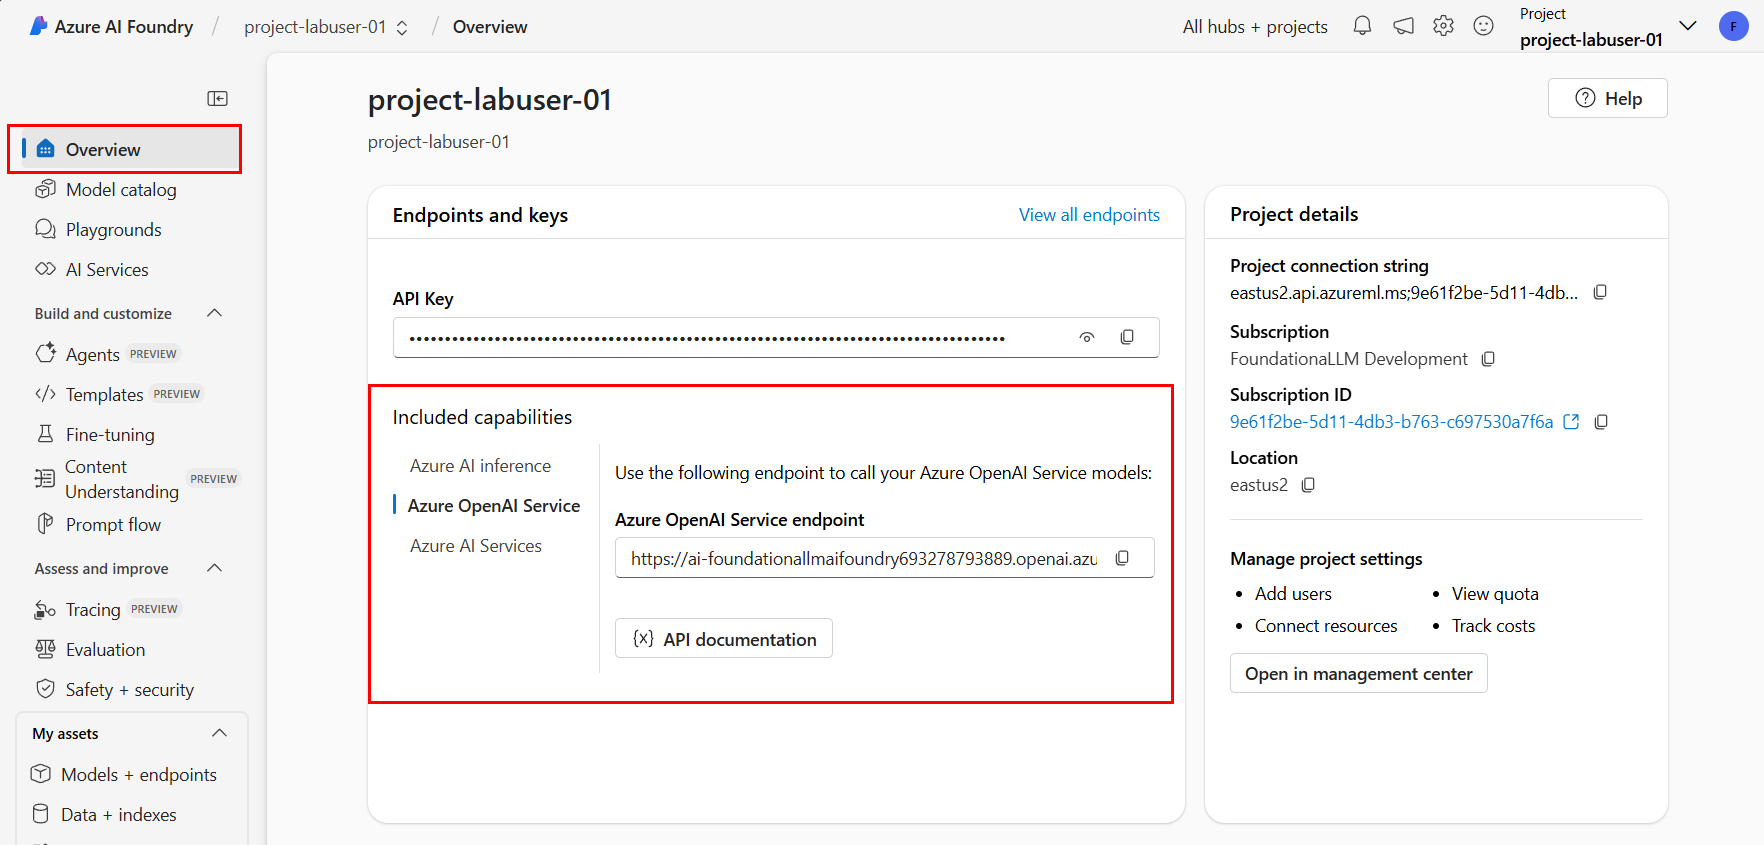 Azure AI Foundry / project-labuser-01 / Overview
All hubs + projects
Project
project-labuser-01
F
Overview
Model catalog
Playgrounds
AI Services
Build and customize
Agents PREVIEW
Templates PREVIEW
Fine-tuning
Content
Understanding PREVIEW
Prompt flow
Assess and improve
Tracing PREVIEW
Evaluation
Safety + security
My assets
Models + endpoints
Data + indexes
project-labuser-01
project-labuser-01
Help
Endpoints and keys
View all endpoints
API Key
Included capabilities
Azure AI inference
Azure OpenAI Service
Azure AI Services
Use the following endpoint to call your Azure OpenAI Service models:
Azure OpenAI Service endpoint
https://ai-foundationallmaifoundry693278793889.openai.azu
API documentation
Project details
Project connection string
eastus2.api.azureml.ms;9e61f2be-5d11-4db...
Subscription
FoundationaLLM Development
Subscription ID
9e61f2be-5d11-4db3-b763-c697530a7f6a
Location
eastus2
Manage project settings
• Add users
• View quota
• Connect resources
• Track costs
Open in management center